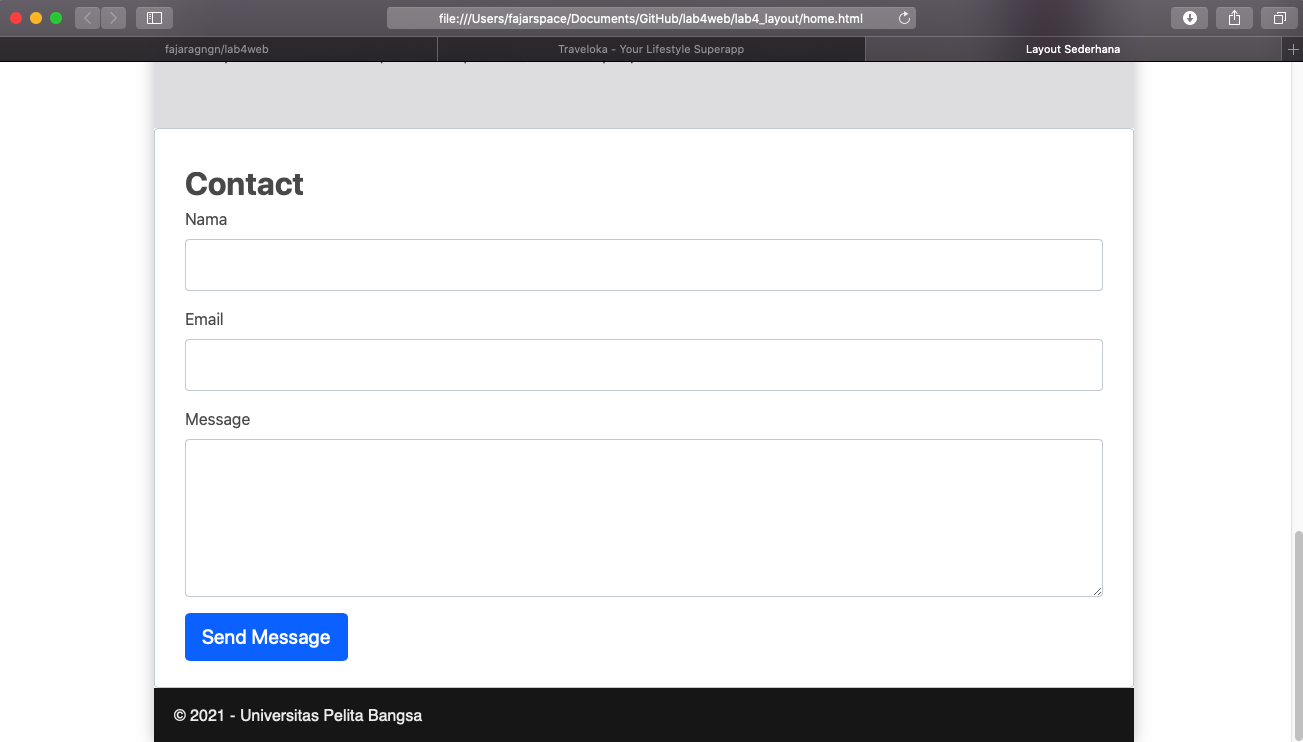 file:///Users/fajarspace/Documents/GitHub/lab4web/lab4_layout/home.html
fajaragngn/lab4web
Traveloka - Your Lifestyle Superapp
Layout Sederhana
Contact
Nama
Email
Message
Send Message
© 2021 - Universitas Pelita Bangsa